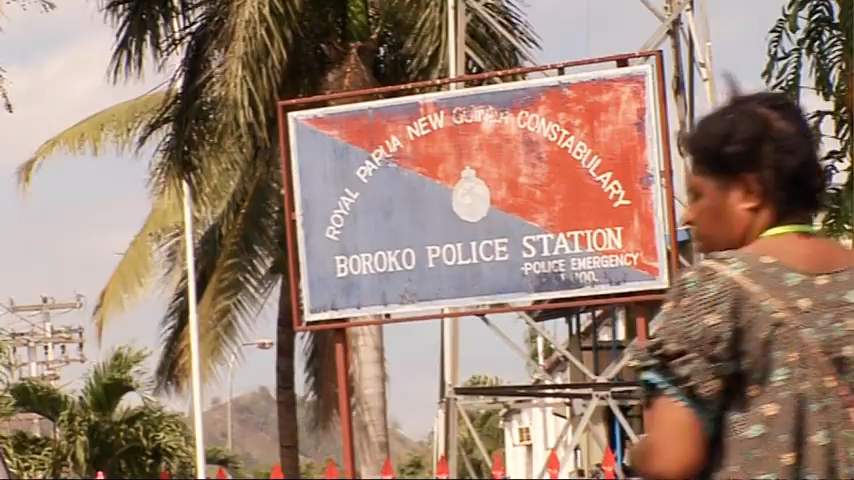 ROYAL PAPUA NEW GUINEA CONSTABULARY
BOROKO POLICE STATION
-POLICE EMERGENCY